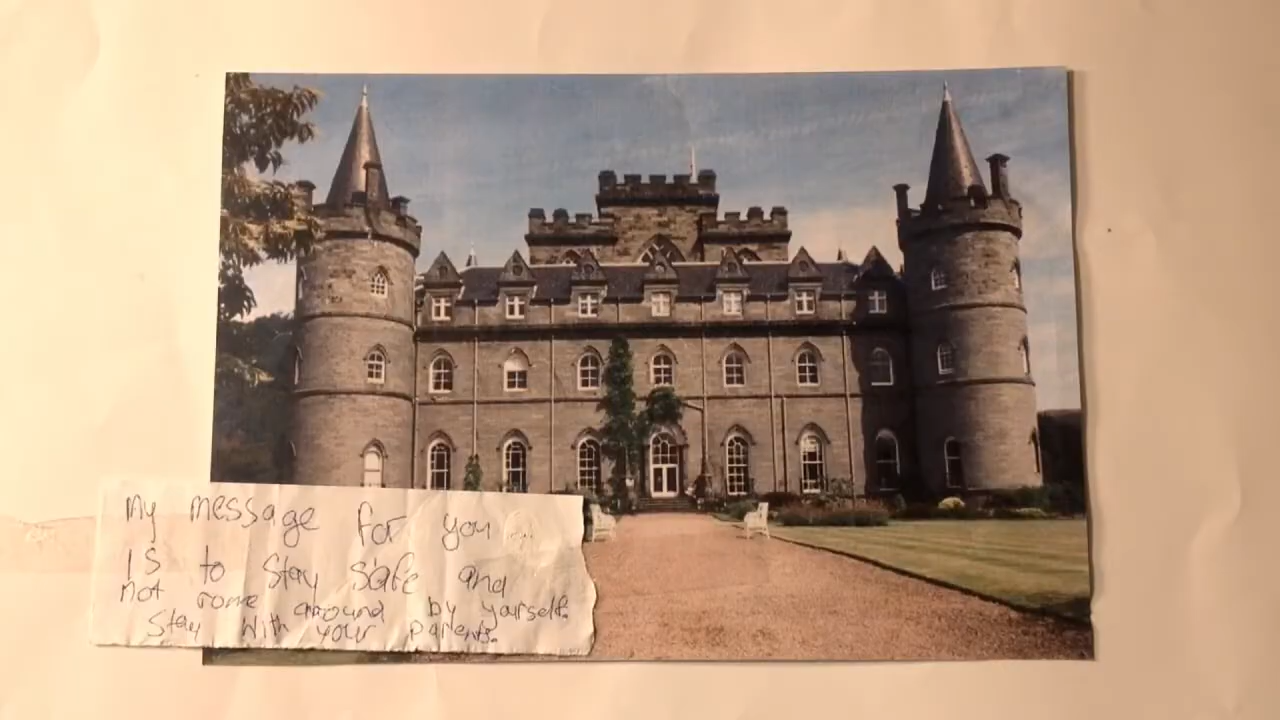 My message for you
is to stay safe and
not rome around by yourself.
Stay with your parents.